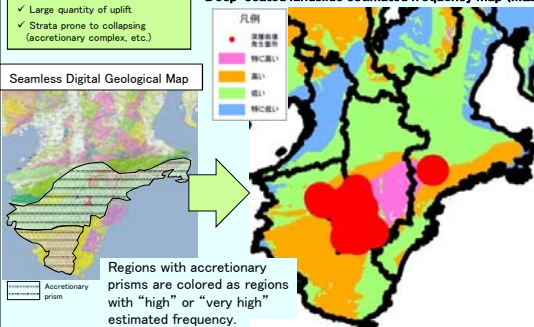 ✓ Large quantity of uplift
✓ Strata prone to collapsing
(accretionary complex, etc.)
凡例
深層崩壊
発生箇所
特に高い
高い
低い
特に低い
Seamless Digital Geological Map
Accretionary
prism
Regions with accretionary
prisms are colored as regions
with “high” or “very high”
estimated frequency.